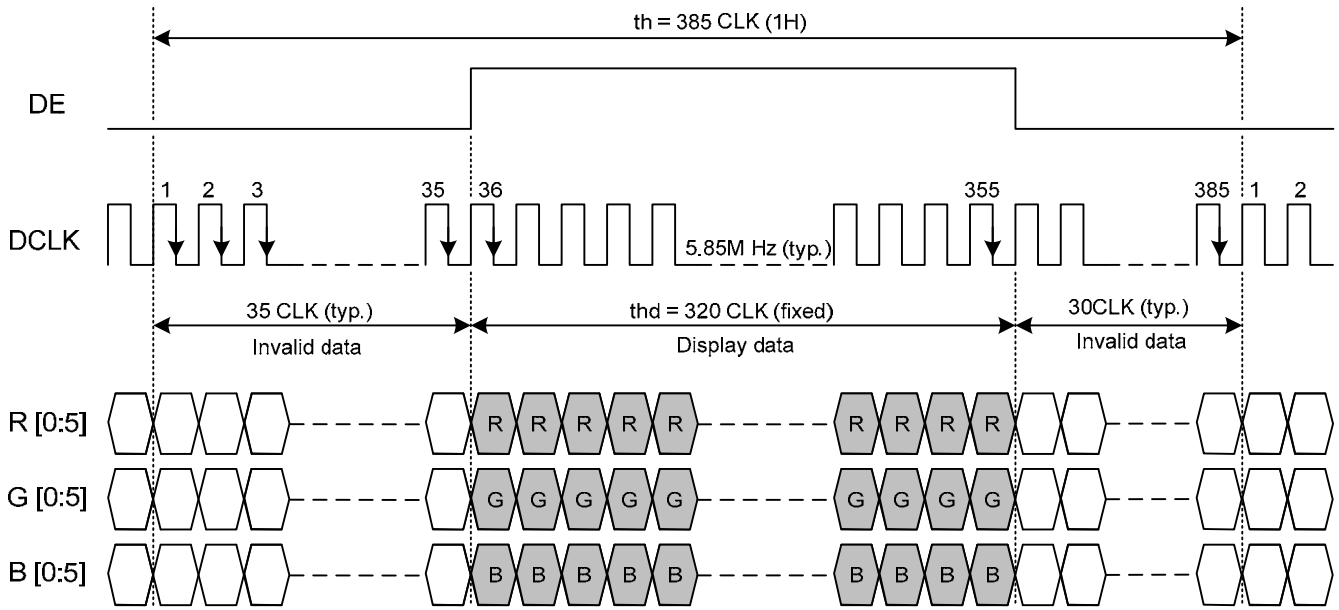 th = 385 CLK (1H)
DE
1 2 3 35 36 355 385 1 2
DCLK
5.85M Hz (typ.)
35 CLK (typ.) thd = 320 CLK (fixed) 30CLK (typ.)
Invalid data Display data Invalid data
R [0:5] R R R R R R R R R
G [0:5] G G G G G G G G G
B [0:5] B B B B B B B B B